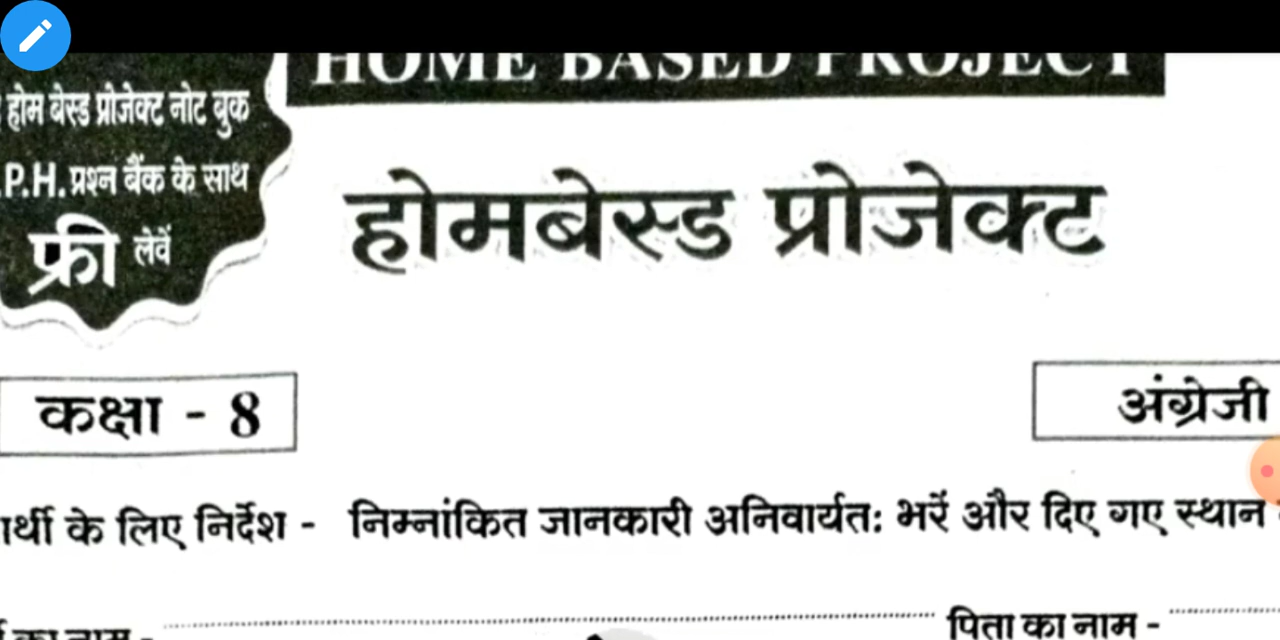 HOME BASED PROJECT
होम बेस्ड प्रोजेक्ट नोट बुक
P.H. प्रश्न बैंक के साथ
फ्री लेवें
होमबेस्ड प्रोजेक्ट
कक्षा - 8
अंग्रेजी
के लिए निर्देश - निम्नांकित जानकारी अनिवार्यत: भरें और दिए गए स्थान
का नाम - पिता का नाम -